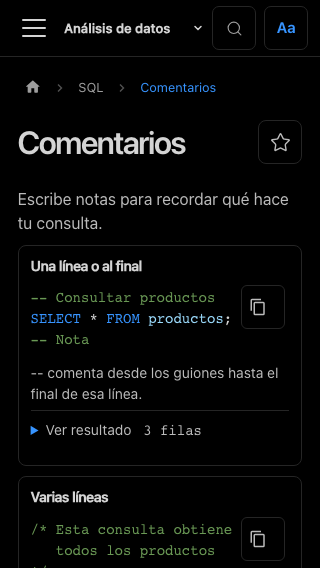 Análisis de datos
Aa
SQL
Comentarios
Comentarios
Escribe notas para recordar qué hace
tu consulta.
Una línea o al final
-- Consultar productos
SELECT * FROM productos;
-- Nota
-- comenta desde los guiones hasta el
final de esa línea.
Ver resultado 3 filas
Varias líneas
/* Esta consulta obtiene
todos los productos